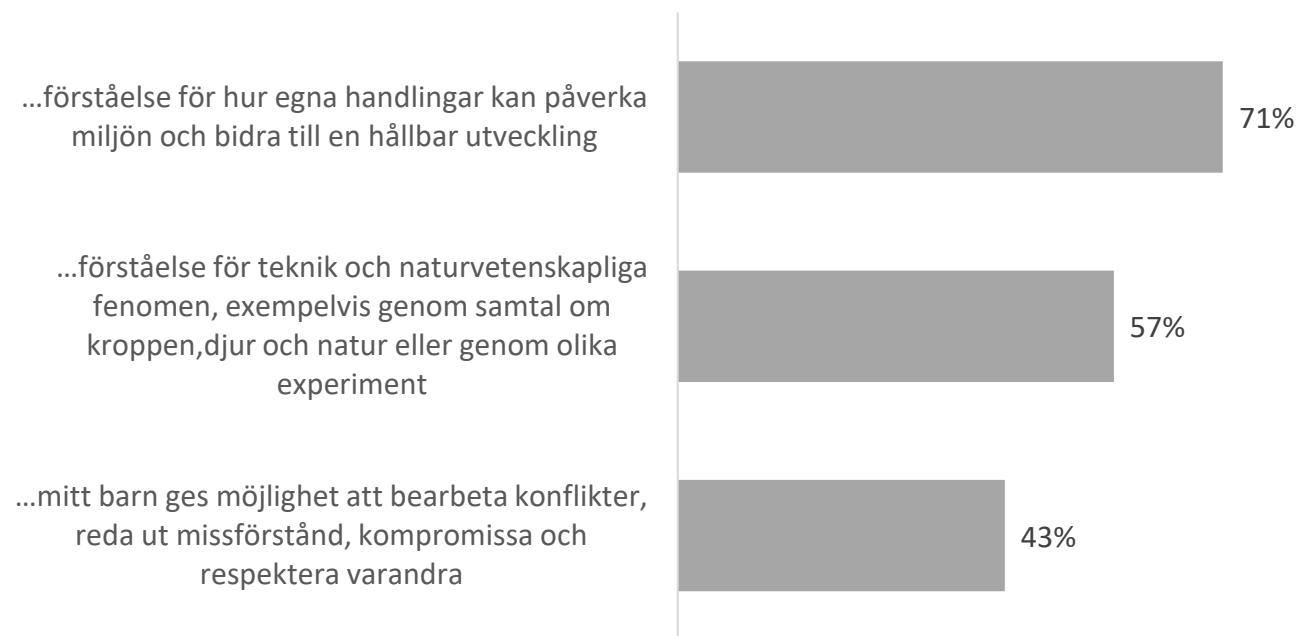 …förståelse för hur egna handlingar kan påverka
miljön och bidra till en hållbar utveckling
71%
…förståelse för teknik och naturvetenskapliga
fenomen, exempelvis genom samtal om
kroppen,djur och natur eller genom olika
experiment
57%
…mitt barn ges möjlighet att bearbeta konflikter,
reda ut missförstånd, kompromissa och
respektera varandra
43%